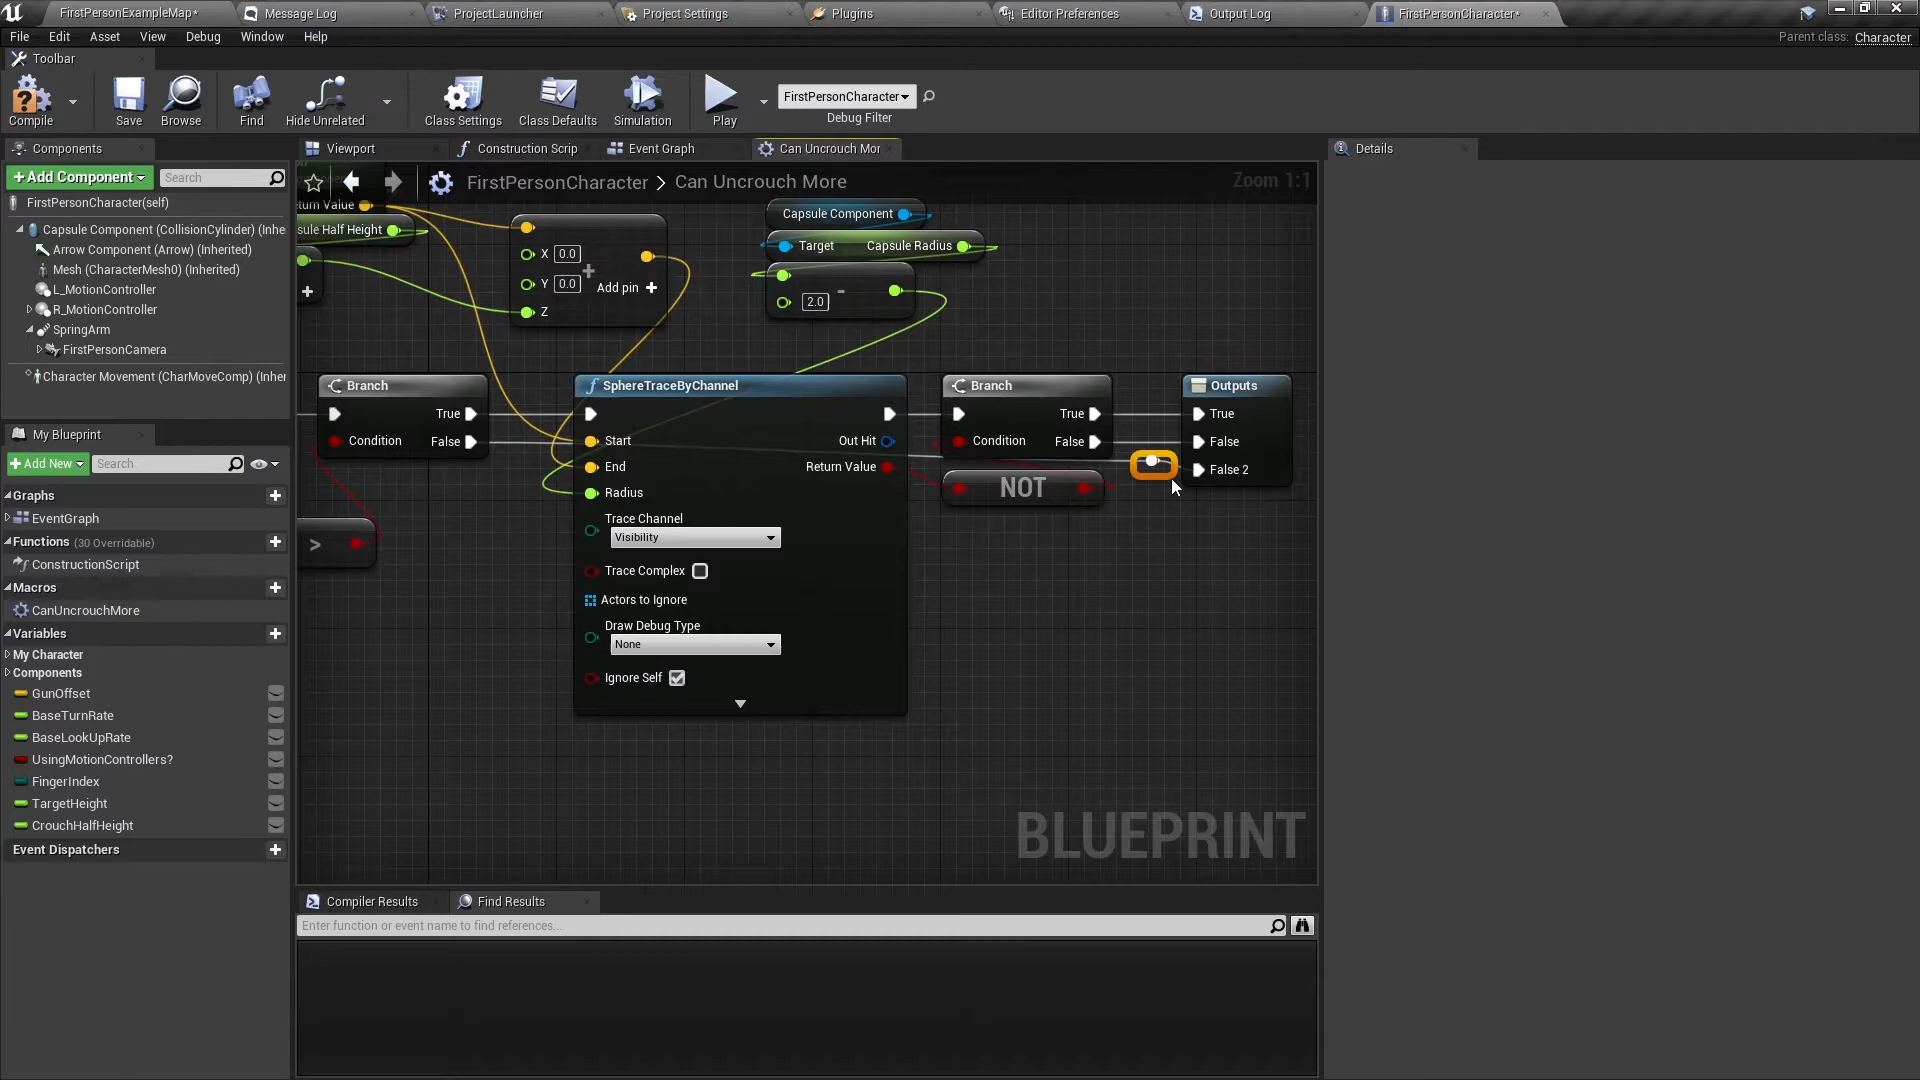 FirstPersonExampleMap*
Message Log
ProjectLauncher
Project Settings
Plugins
Editor Preferences
Output Log
FirstPersonCharacter*
File
Edit
Asset
View
Debug
Window
Help
Parent class: Character
Toolbar
Compile
Save
Browse
Find
Hide Unrelated
Class Settings
Class Defaults
Simulation
Play
FirstPersonCharacter
Debug Filter
Components
Viewport
Construction Scrip
Event Graph
Can Uncrouch Mor
Details
+Add Component
Search
FirstPersonCharacter > Can Uncrouch More
Zoom 1:1
FirstPersonCharacter(self)
Capsule Component (CollisionCylinder) (Inhe
Arrow Component (Arrow) (Inherited)
Mesh (CharacterMesh0) (Inherited)
L_MotionController
R_MotionController
SpringArm
FirstPersonCamera
Character Movement (CharMoveComp) (Inher
My Blueprint
+Add New
Search
Graphs
EventGraph
Functions (30 Overridable)
ConstructionScript
Macros
CanUncrouchMore
Variables
My Character
Components
GunOffset
BaseTurnRate
BaseLookUpRate
UsingMotionControllers?
FingerIndex
TargetHeight
CrouchHalfHeight
Event Dispatchers
turn Value
sule Half Height
X 0.0
Y 0.0
Z
+
Add pin +
Capsule Component
Target
Capsule Radius
2.0
-
Branch
True
Condition
False
>
SphereTraceByChannel
Start
Out Hit
End
Return Value
Radius
Trace Channel
Visibility
Trace Complex
Actors to Ignore
Draw Debug Type
None
Ignore Self
Branch
True
Condition
False
NOT
Outputs
True
False
False 2
BLUEPRINT
Compiler Results
Find Results
Enter function or event name to find references...